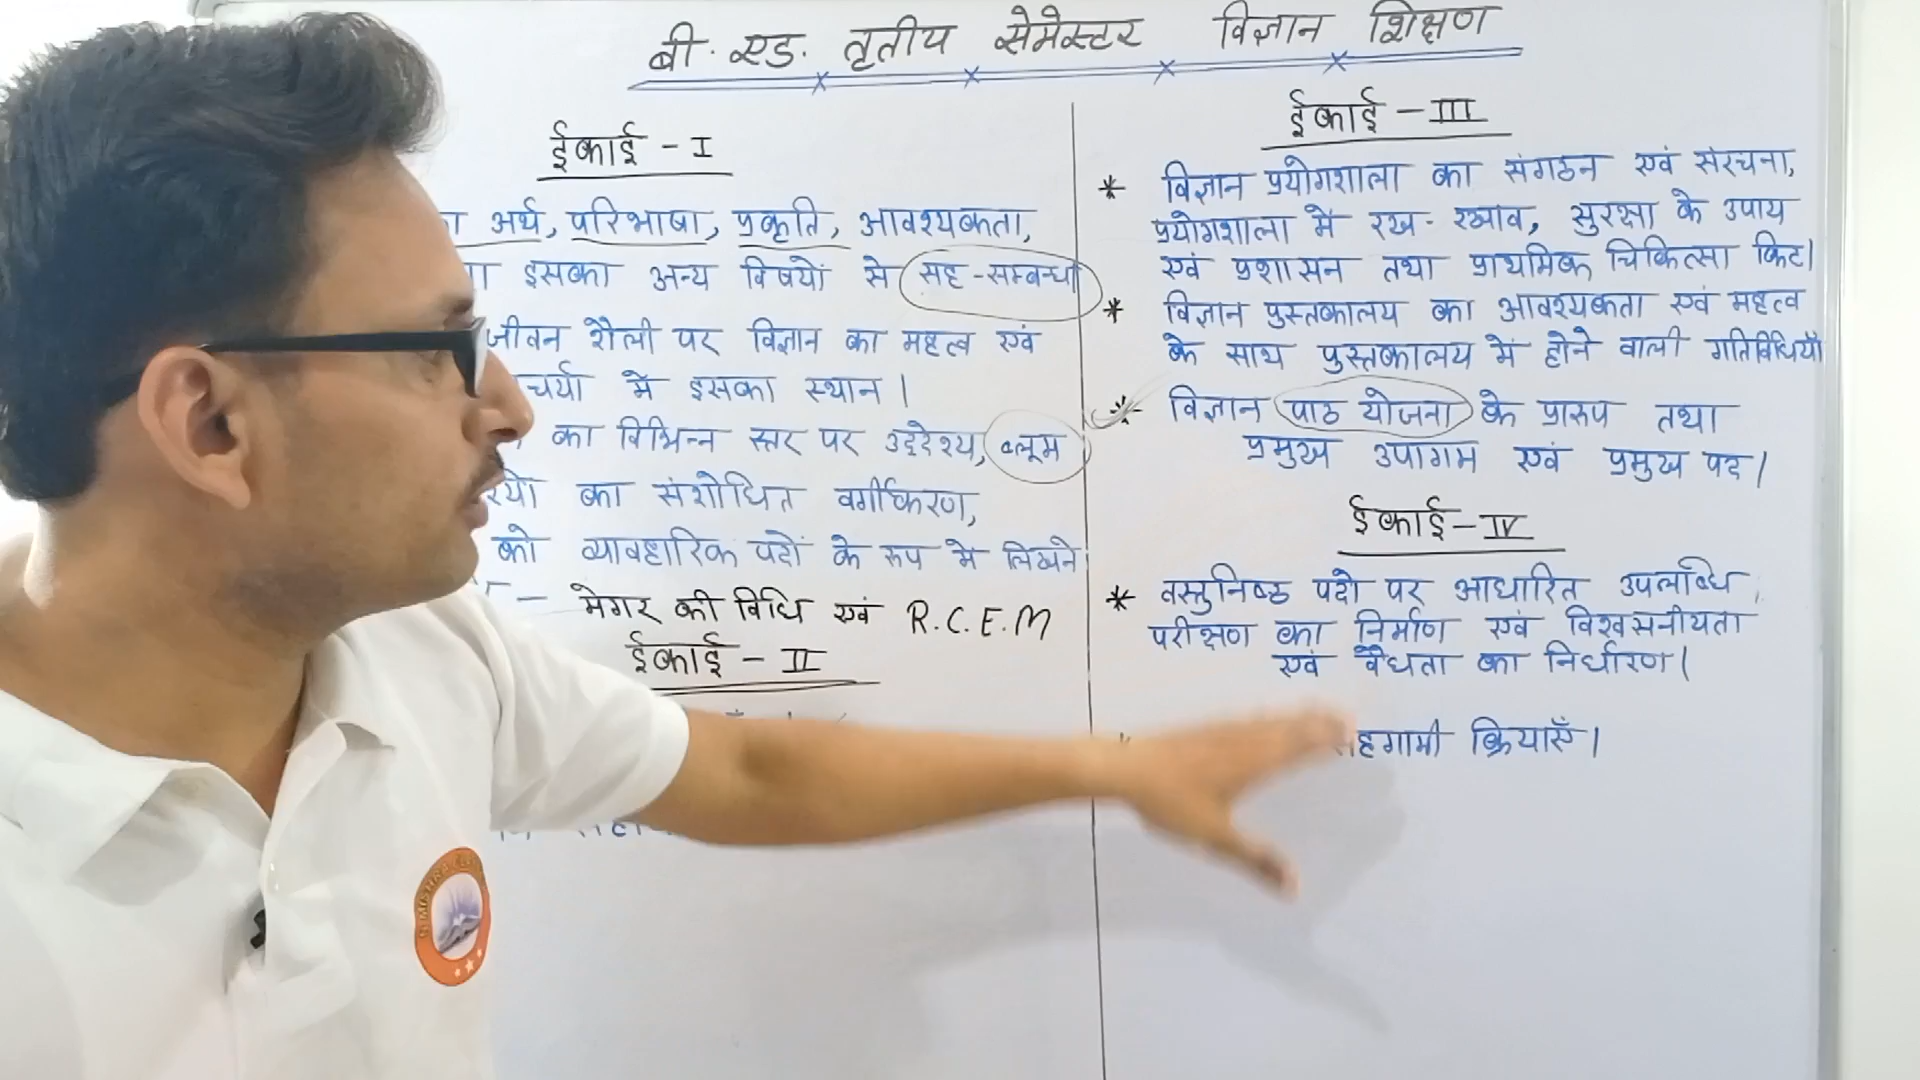 बी. एड. तृतीय सेमेस्टर विज्ञान शिक्षण
ईकाई - I
अर्थ, परिभाषा, प्रकृति, आवश्यकता,
इसका अन्य विषयों से सह-सम्बन्ध
जीवन शैली पर विज्ञान का महत्व एवं
चर्या में इसका स्थान।
का विभिन्न स्तर पर उद्देश्य, ब्लूम
का संशोधित वर्गीकरण,
को व्यावहारिक पदों के रूप में लिखने
- मेगर की विधि एवं R.C.E.M
ईकाई - II
ईकाई - III
* विज्ञान प्रयोगशाला का संगठन एवं संरचना,
प्रयोगशाला में रख-रखाव, सुरक्षा के उपाय
एवं प्रशासन तथा प्राथमिक चिकित्सा किट।
* विज्ञान पुस्तकालय का आवश्यकता एवं महत्व
के साथ पुस्तकालय में होने वाली गतिविधियाँ
* विज्ञान पाठ योजना के प्रारूप तथा
प्रमुख उपागम एवं प्रमुख पद।
ईकाई - IV
* वस्तुनिष्ठ पदो पर आधारित उपलब्धि
परीक्षण का निर्माण एवं विश्वसनीयता
एवं वैधता का निर्धारण।
सहगामी क्रियाएँ।